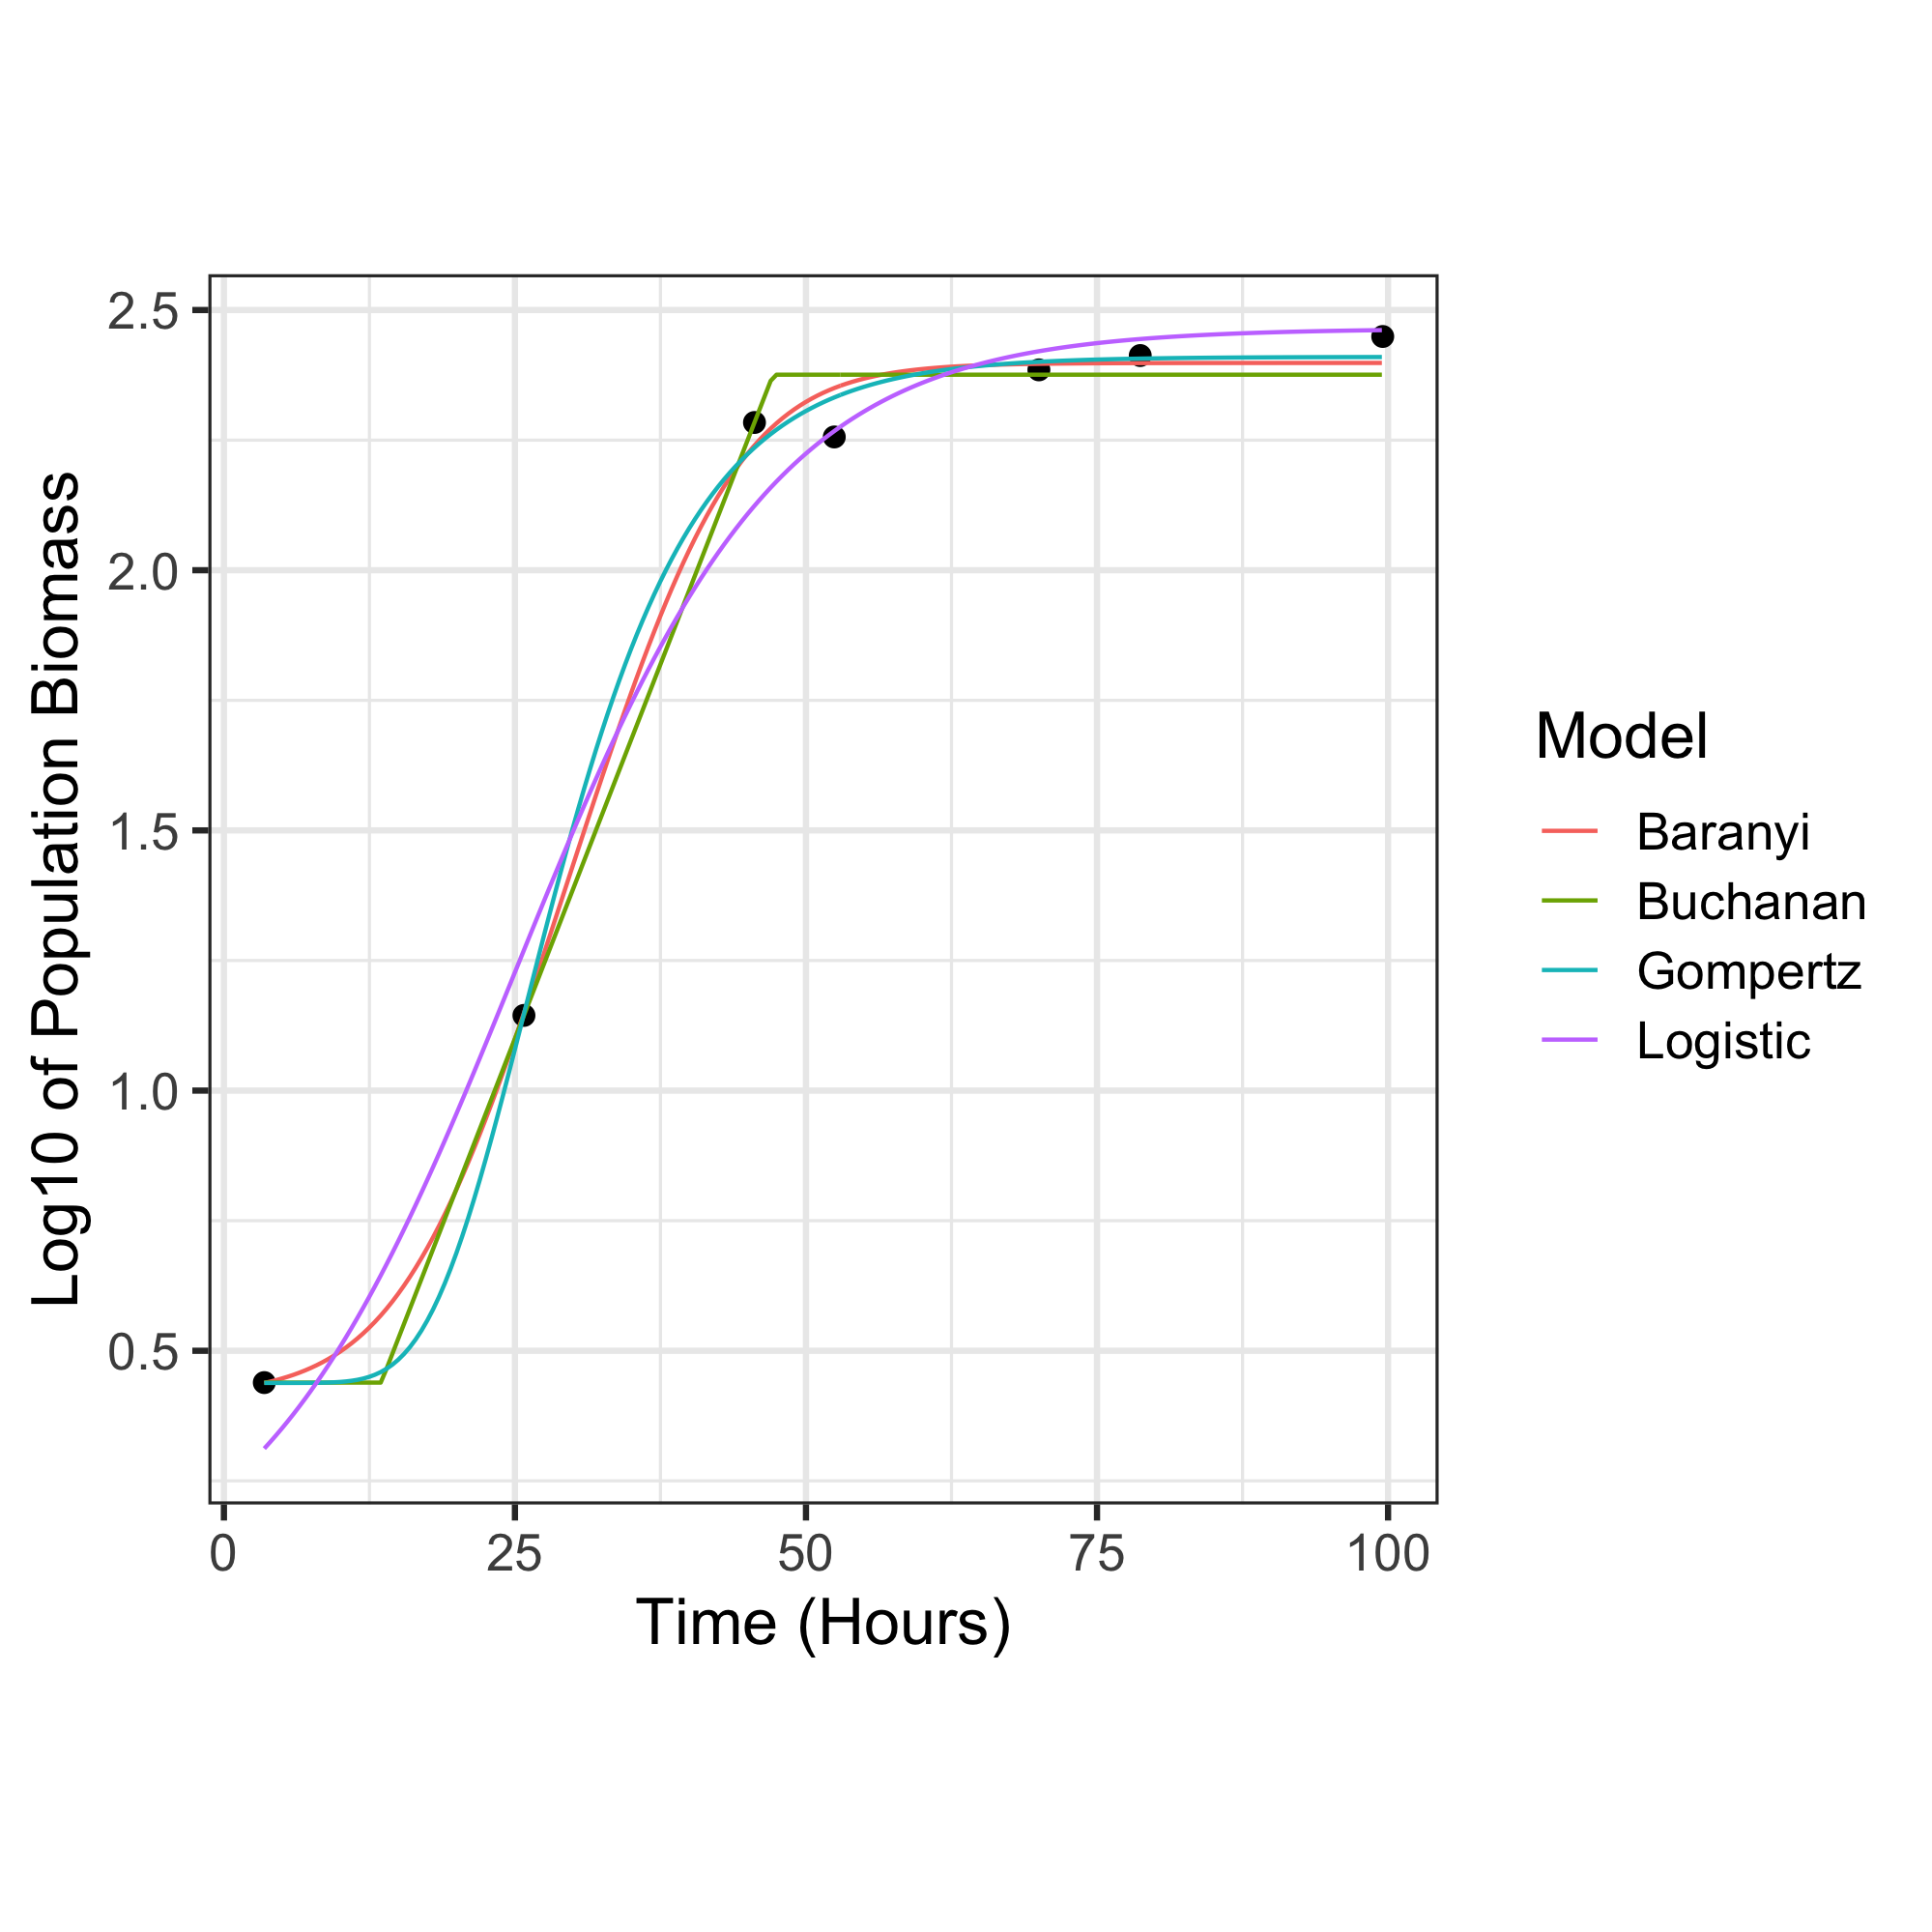 Log10 of Population Biomass
2.5
2.0
1.5
1.0
0.5
0 25 50 75 100
Time (Hours)
Model
Baranyi
Buchanan
Gompertz
Logistic